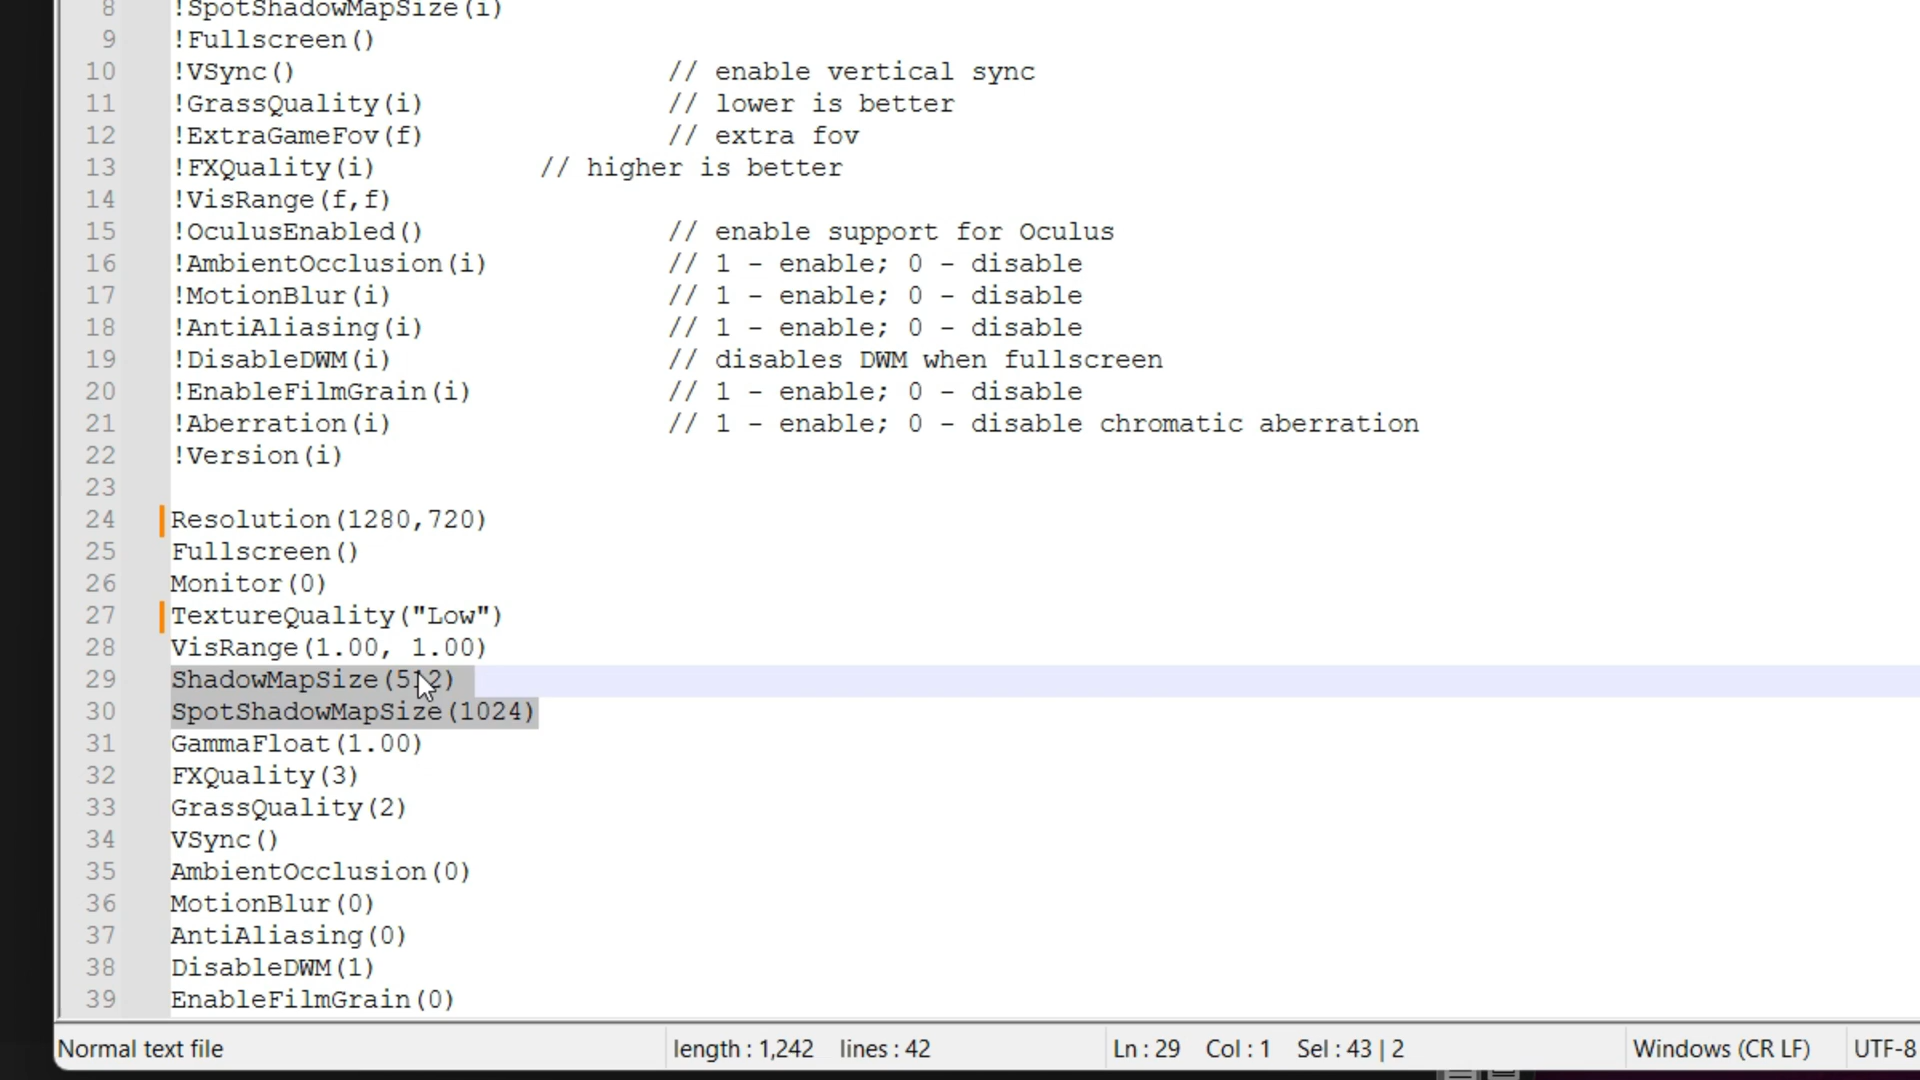 8 !SpotShadowMapSize(i)
9 !Fullscreen()
10 !VSync() // enable vertical sync
11 !GrassQuality(i) // lower is better
12 !ExtraGameFov(f) // extra fov
13 !FXQuality(i) // higher is better
14 !VisRange(f,f)
15 !OculusEnabled() // enable support for Oculus
16 !AmbientOcclusion(i) // 1 - enable; 0 - disable
17 !MotionBlur(i) // 1 - enable; 0 - disable
18 !AntiAliasing(i) // 1 - enable; 0 - disable
19 !DisableDWM(i) // disables DWM when fullscreen
20 !EnableFilmGrain(i) // 1 - enable; 0 - disable
21 !Aberration(i) // 1 - enable; 0 - disable chromatic aberration
22 !Version(i)
23
24 Resolution(1280,720)
25 Fullscreen()
26 Monitor(0)
27 TextureQuality("Low")
28 VisRange(1.00, 1.00)
29 ShadowMapSize(512)
30 SpotShadowMapSize(1024)
31 GammaFloat(1.00)
32 FXQuality(3)
33 GrassQuality(2)
34 VSync()
35 AmbientOcclusion(0)
36 MotionBlur(0)
37 AntiAliasing(0)
38 DisableDWM(1)
39 EnableFilmGrain(0)
Normal text file length : 1,242 lines : 42 Ln : 29 Col : 1 Sel : 43 | 2 Windows (CR LF) UTF-8